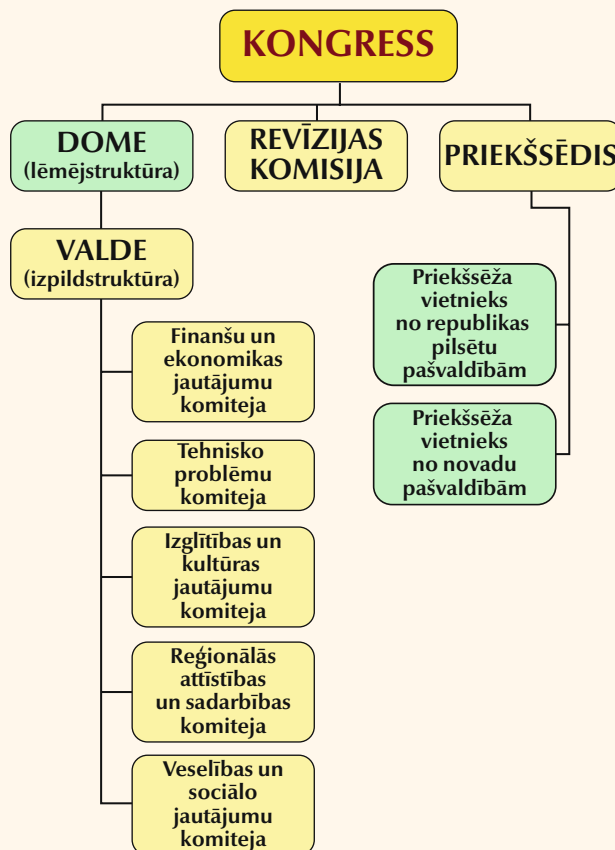 KONGRESS
DOME
(lēmējstruktūra)
REVĪZIJAS
KOMISIJA
PRIEKŠSĒDIS
VALDE
(izpildstruktūra)
Finanšu un
ekonomikas
jautājumu
komiteja
Tehnisko
problēmu
komiteja
Izglītības un
kultūras
jautājumu
komiteja
Reģionālās
attīstības
un sadarbības
komiteja
Veselības un
sociālo
jautājumu
komiteja
Priekšsēža
vietnieks
no republikas
pilsētu
pašvaldībām
Priekšsēža
vietnieks
no novadu
pašvaldībām